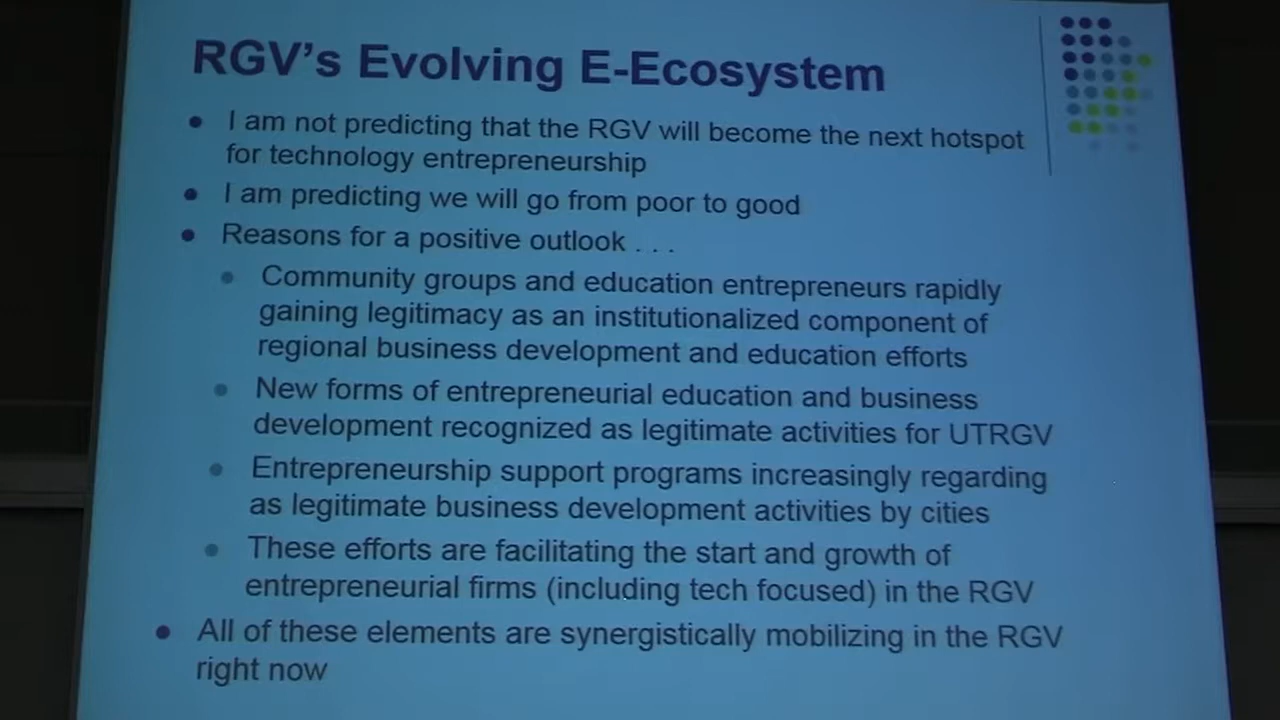 RGV's Evolving E-Ecosystem
• I am not predicting that the RGV will become the next hotspot
for technology entrepreneurship
• I am predicting we will go from poor to good
• Reasons for a positive outlook . . .
• Community groups and education entrepreneurs rapidly
gaining legitimacy as an institutionalized component of
regional business development and education efforts
• New forms of entrepreneurial education and business
development recognized as legitimate activities for UTRGV
• Entrepreneurship support programs increasingly regarding
as legitimate business development activities by cities
• These efforts are facilitating the start and growth of
entrepreneurial firms (including tech focused) in the RGV
• All of these elements are synergistically mobilizing in the RGV
right now